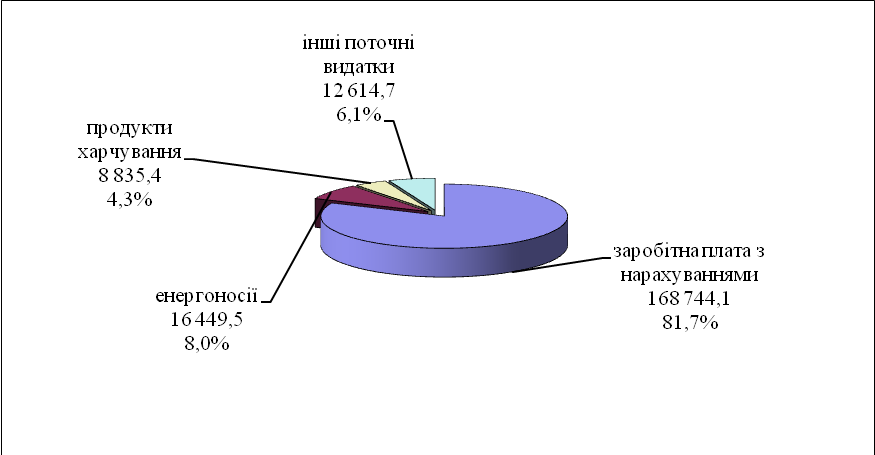 інші поточні
видатки
12 614,7
6,1%
продукти
харчування
8 835,4
4,3%
заробітна плата з
нарахуваннями
168 744,1
81,7%
енергоносії
16 449,5
8,0%